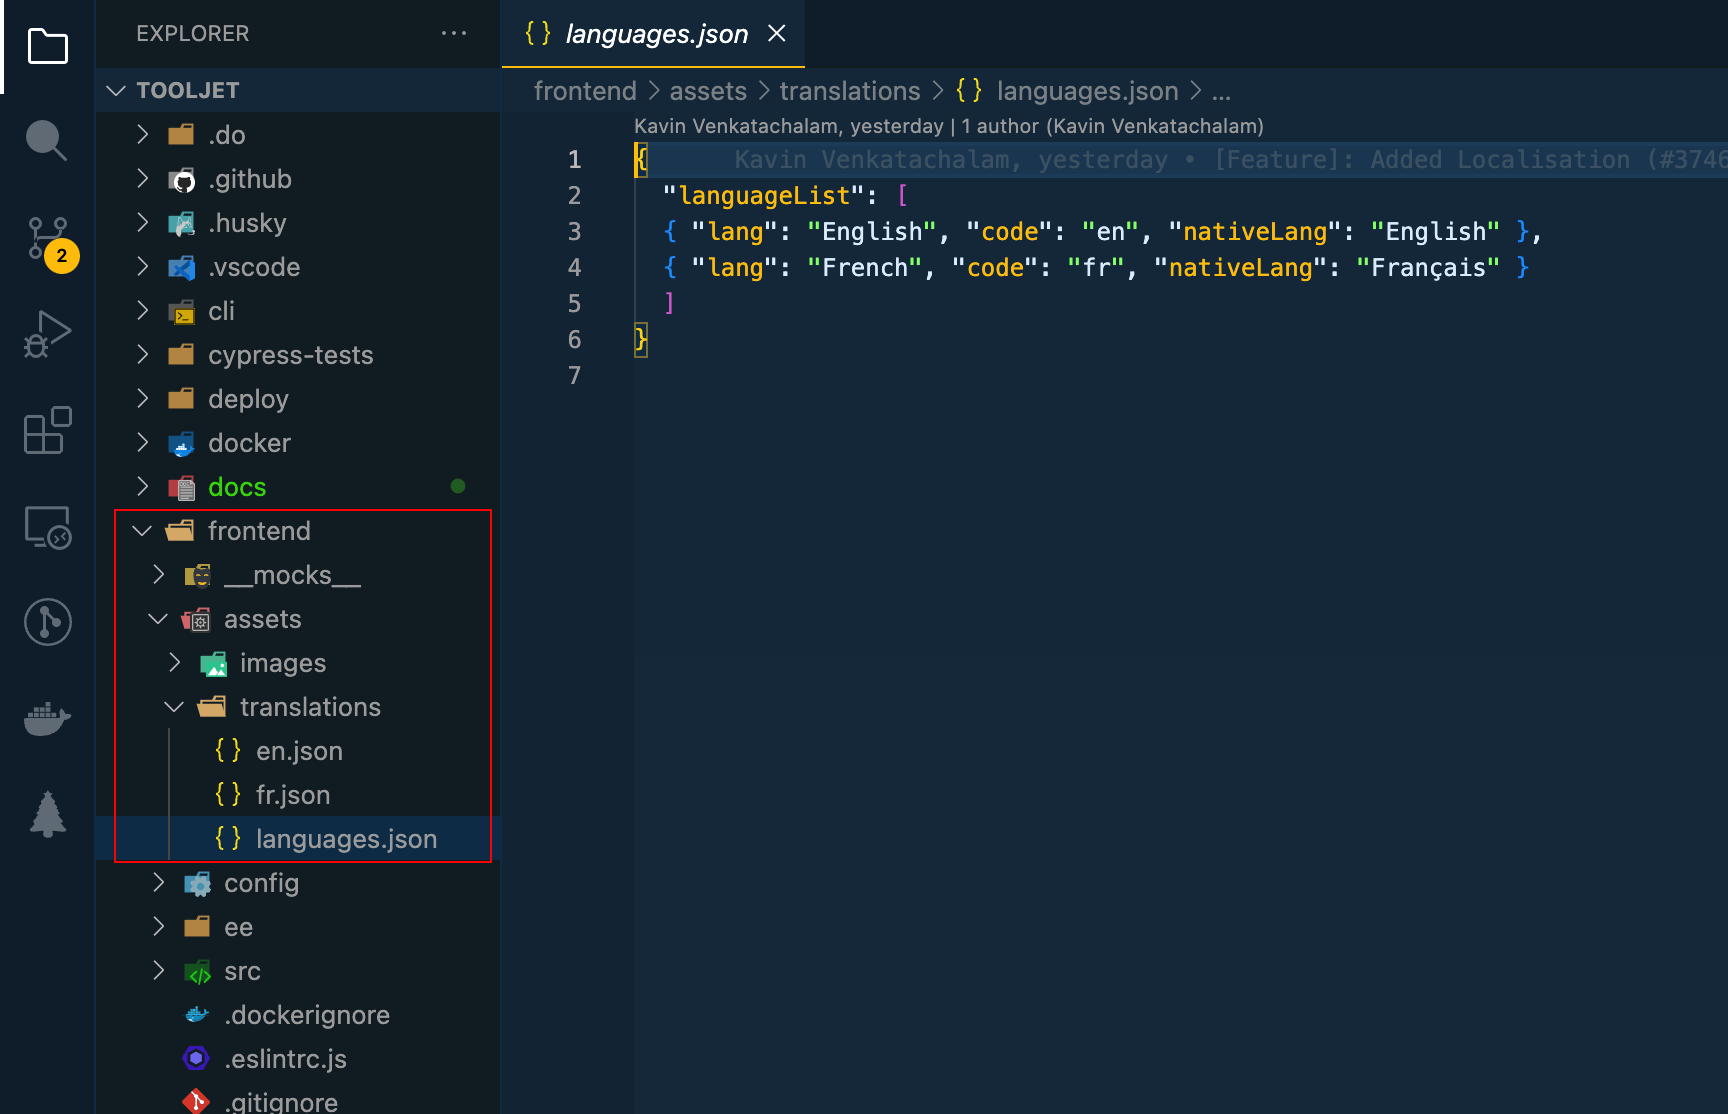 EXPLORER
TOOLJET
.do
.github
.husky
2
.vscode
cli
cypress-tests
deploy
docker
docs
frontend
__mocks__
assets
images
translations
{ } en.json
{ } fr.json
{ } languages.json
config
ee
src
.dockerignore
.eslintrc.js
.gitignore
{ } languages.json
frontend > assets > translations > { } languages.json > ...
Kavin Venkatachalam, yesterday | 1 author (Kavin Venkatachalam)
1 { Kavin Venkatachalam, yesterday • [Feature]: Added Localisation (#3746
2 "languageList": [
3 { "lang": "English", "code": "en", "nativeLang": "English" },
4 { "lang": "French", "code": "fr", "nativeLang": "Français" }
5 ]
6 }
7